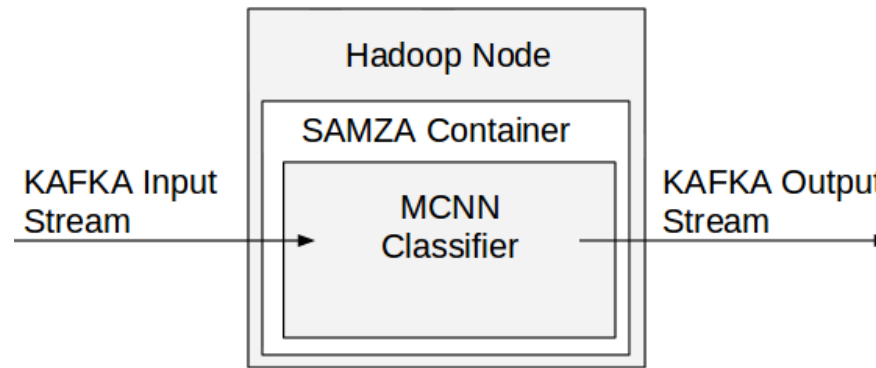 Hadoop Node
SAMZA Container
KAFKA Input
Stream
MCNN
Classifier
KAFKA Output
Stream